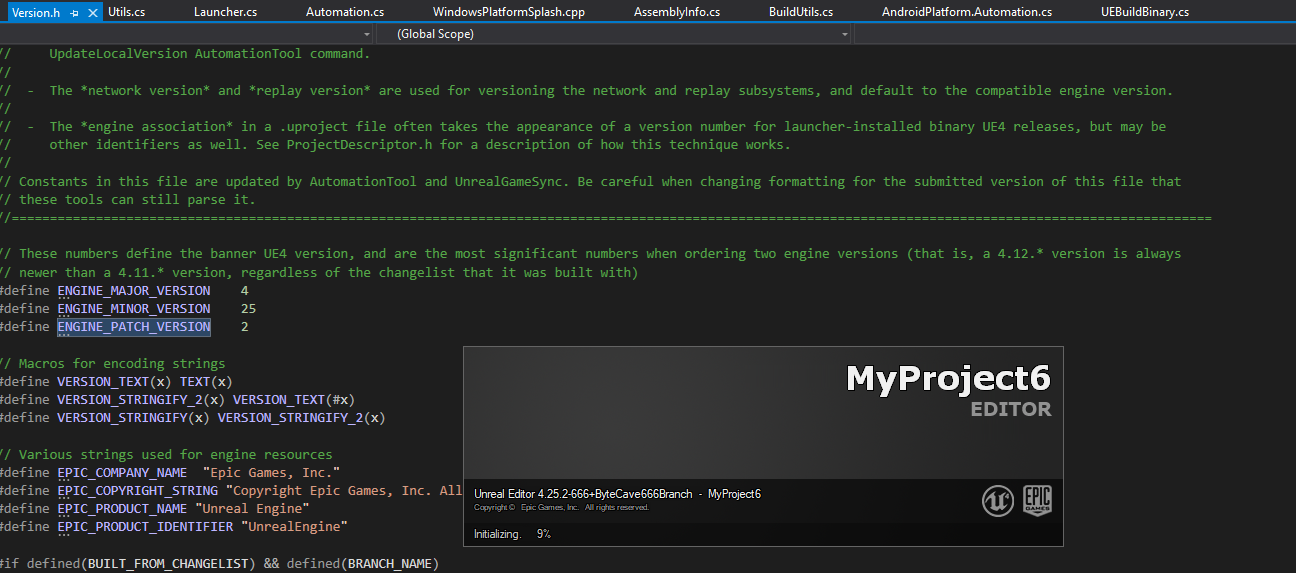 Version.h Utils.cs Launcher.cs Automation.cs WindowsPlatformSplash.cpp AssemblyInfo.cs BuildUtils.cs AndroidPlatform.Automation.cs UEBuildBinary.cs
(Global Scope)
// UpdateLocalVersion AutomationTool command.
//
// - The *network version* and *replay version* are used for versioning the network and replay subsystems, and default to the compatible engine version.
//
// - The *engine association* in a .uproject file often takes the appearance of a version number for launcher-installed binary UE4 releases, but may be
// other identifiers as well. See ProjectDescriptor.h for a description of how this technique works.
//
// Constants in this file are updated by AutomationTool and UnrealGameSync. Be careful when changing formatting for the submitted version of this file that
// these tools can still parse it.
//====================================================================================================================================================
// These numbers define the banner UE4 version, and are the most significant numbers when ordering two engine versions (that is, a 4.12.* version is always
// newer than a 4.11.* version, regardless of the changelist that it was built with)
#define ENGINE_MAJOR_VERSION 4
#define ENGINE_MINOR_VERSION 25
#define ENGINE_PATCH_VERSION 2
// Macros for encoding strings
#define VERSION_TEXT(x) TEXT(x)
#define VERSION_STRINGIFY_2(x) VERSION_TEXT(#x)
#define VERSION_STRINGIFY(x) VERSION_STRINGIFY_2(x)
// Various strings used for engine resources
#define EPIC_COMPANY_NAME "Epic Games, Inc."
#define EPIC_COPYRIGHT_STRING "Copyright Epic Games, Inc. All
#define EPIC_PRODUCT_NAME "Unreal Engine"
#define EPIC_PRODUCT_IDENTIFIER "UnrealEngine"
#if defined(BUILT_FROM_CHANGELIST) && defined(BRANCH_NAME)
MyProject6
EDITOR
Unreal Editor 4.25.2-666+ByteCave666Branch - MyProject6
Copyright © Epic Games, Inc. All rights reserved.
EPIC
GAMES
Initializing. 9%